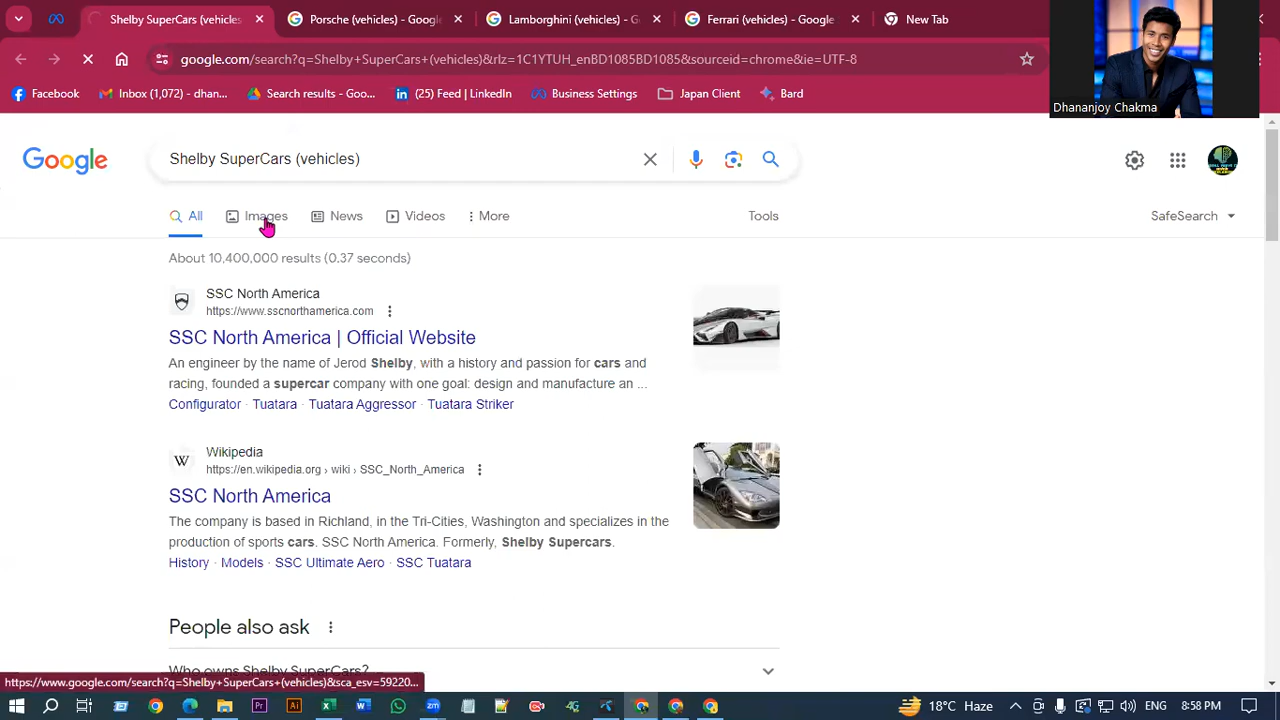 Shelby SuperCars (vehicles)
Porsche (vehicles) - Googl
Lamborghini (vehicles) - G
Ferrari (vehicles) - Google
New Tab
google.com/search?q=Shelby+SuperCars+(vehicles)&rlz=1C1YTUH_enBD1085BD1085&sourceid=chrome&ie=UTF-8
Facebook
Inbox (1,072) - dhan...
Search results - Goo...
(25) Feed | LinkedIn
Business Settings
Japan Client
Bard
Dhananjoy Chakma
Google
Shelby SuperCars (vehicles)
All
Images
News
Videos
More
Tools
SafeSearch
About 10,400,000 results (0.37 seconds)
SSC North America
https://www.sscnorthamerica.com
SSC North America | Official Website
An engineer by the name of Jerod Shelby, with a history and passion for cars and
racing, founded a supercar company with one goal: design and manufacture an ...
Configurator · Tuatara · Tuatara Aggressor · Tuatara Striker
Wikipedia
https://en.wikipedia.org › wiki › SSC_North_America
SSC North America
The company is based in Richland, in the Tri-Cities, Washington and specializes in the
production of sports cars. SSC North America. Formerly, Shelby Supercars.
History · Models · SSC Ultimate Aero · SSC Tuatara
People also ask
Who owns Shelby SuperCars?
https://www.google.com/search?q=Shelby+SuperCars+(vehicles)&sca_esv=59220...
18°C Haze
ENG
8:58 PM